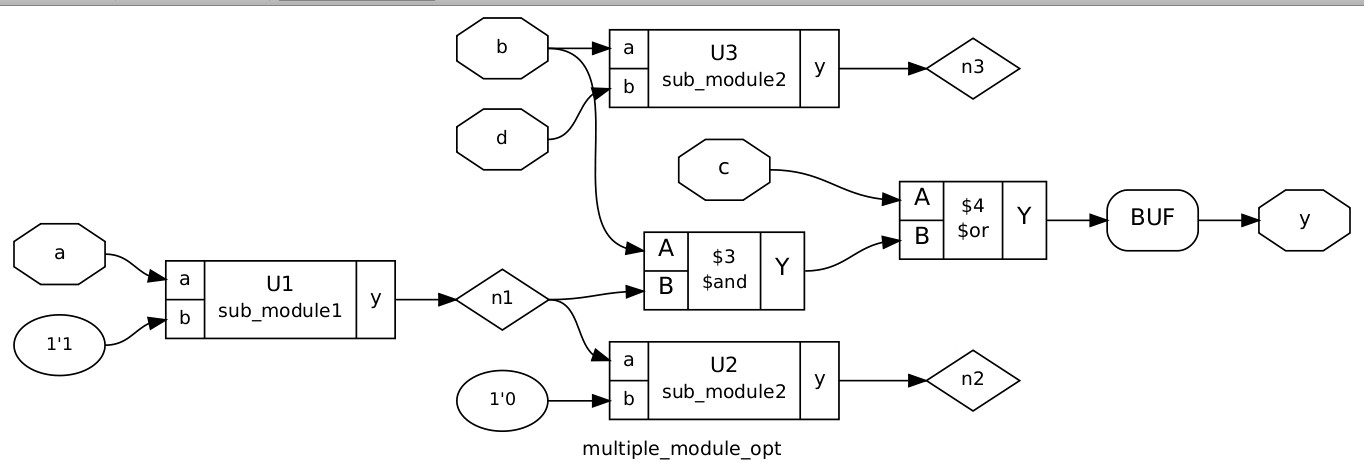 b
a
b
U3
sub_module2
y
n3
d
c
A
B
$4
$or
Y
BUF
y
a
1'1
a
b
U1
sub_module1
y
n1
A
B
$3
$and
Y
1'0
a
b
U2
sub_module2
y
n2
multiple_module_opt